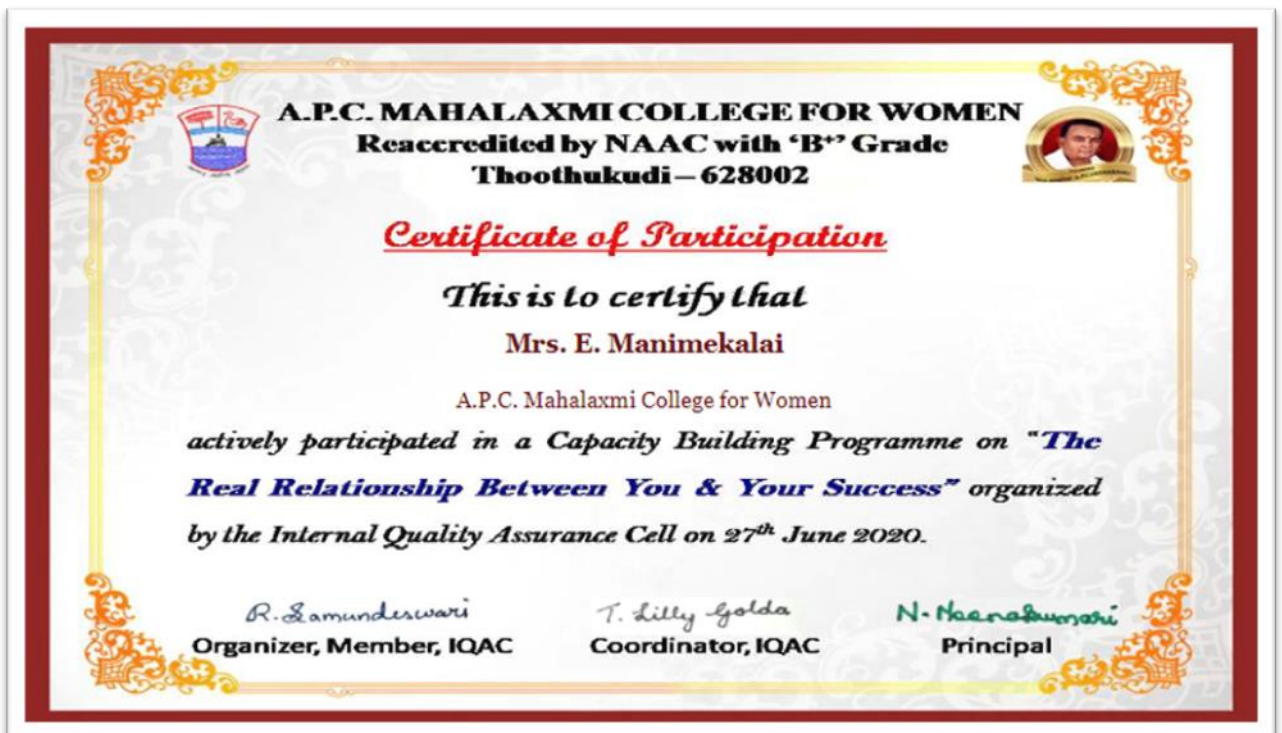 A.P.C. MAHALAXMI COLLEGE FOR WOMEN
Reaccredited by NAAC with ‘B+’ Grade
Thoothukudi – 628002
Certificate of Participation
This is to certify that
Mrs. E. Manimekalai
A.P.C. Mahalaxmi College for Women
actively participated in a Capacity Building Programme on “The
Real Relationship Between You & Your Success” organized
by the Internal Quality Assurance Cell on 27th June 2020.
R. Samundeswari
T. Lilly Golda
N. Meenakumari
Organizer, Member, IQAC
Coordinator, IQAC
Principal